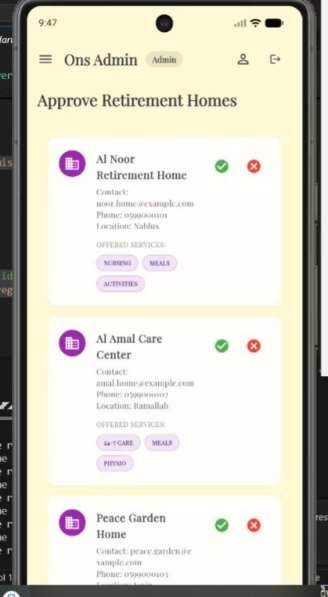 9:47
Ons Admin Admin
Approve Retirement Homes
Al Noor
Retirement Home
Contact:
noor.home@example.com
Phone: 0599000101
Location: Nablus
OFFERED SERVICES:
NURSING MEALS
ACTIVITIES
Al Amal Care
Center
Contact:
amal.home@example.com
Phone: 0599000102
Location: Ramallah
OFFERED SERVICES:
24-7 CARE MEALS
PHYSIO
Peace Garden
Home
Contact: peace.garden@e
xample.com
Phone: 0599000103